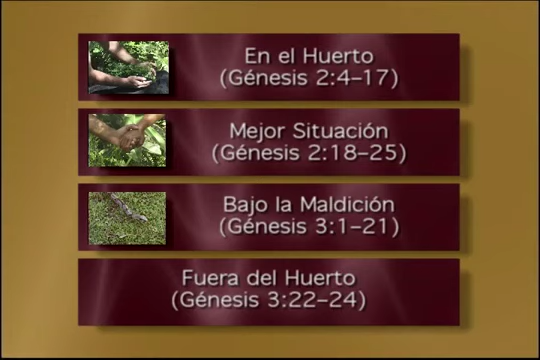 En el Huerto
(Génesis 2:4–17)
Mejor Situación
(Génesis 2:18–25)
Bajo la Maldición
(Génesis 3:1–21)
Fuera del Huerto
(Génesis 3:22–24)